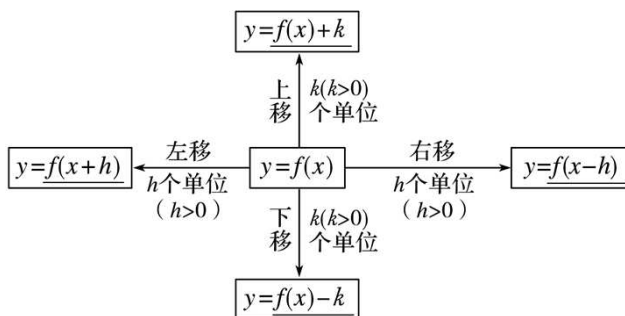 y=f(x)+k
上移 k(k>0)个单位
左移 右移
y=f(x+h) y=f(x) y=f(x-h)
h个单位 h个单位
（h>0） （h>0）
下移 k(k>0)个单位
y=f(x)-k